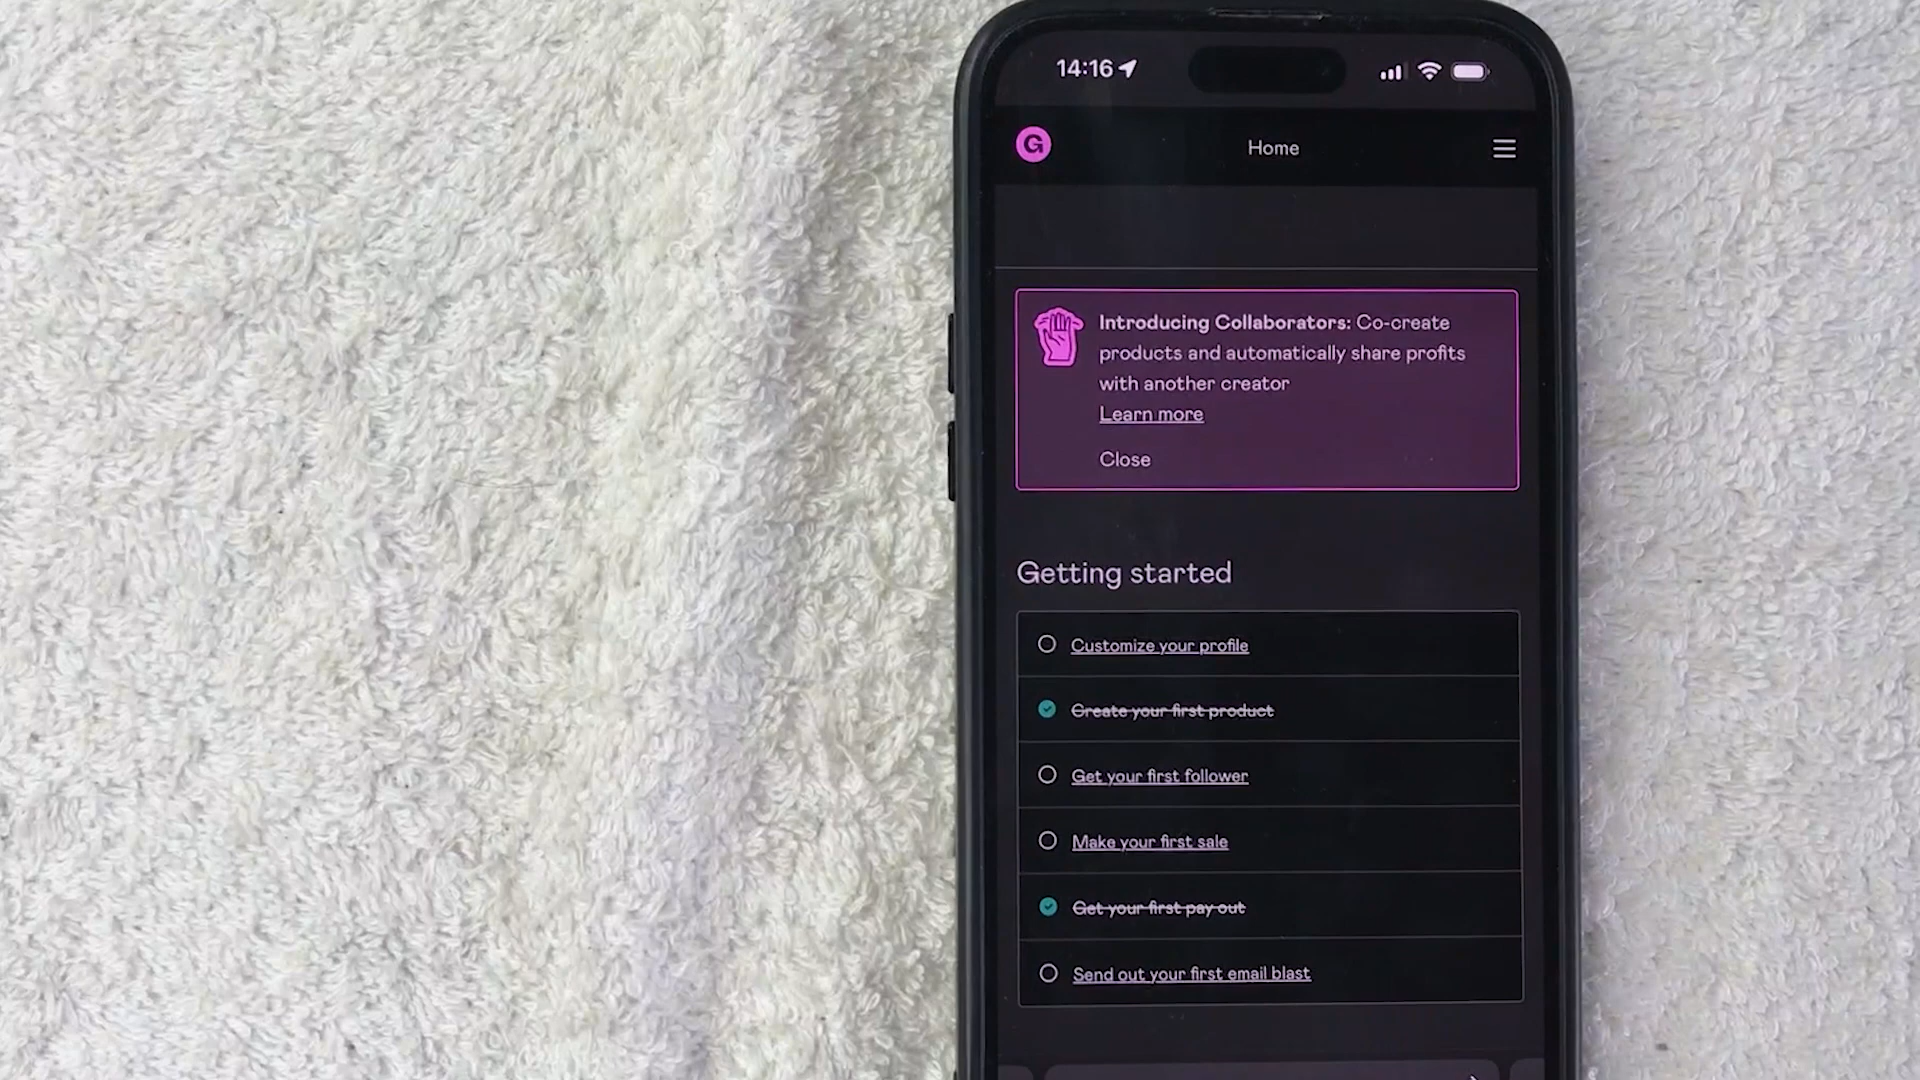 14:16
G
Home
Introducing Collaborators: Co-create
products and automatically share profits
with another creator
Learn more
Close
Getting started
Customize your profile
Create your first product
Get your first follower
Make your first sale
Get your first pay out
Send out your first email blast